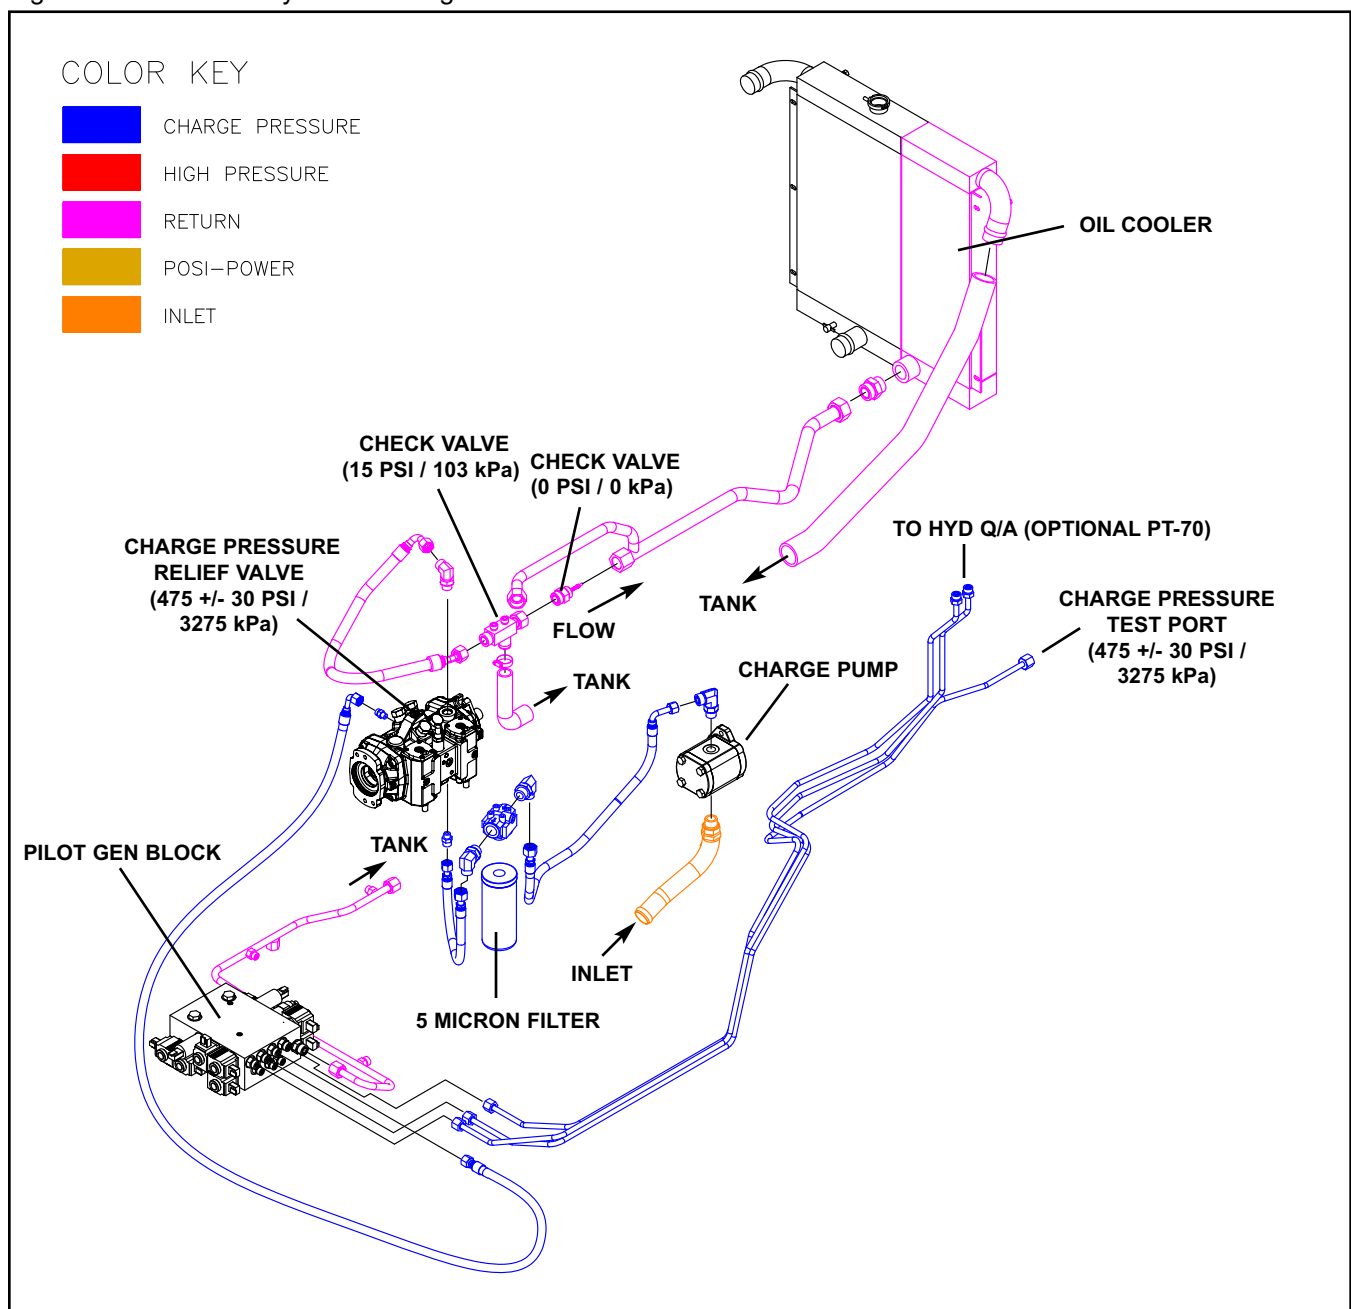 COLOR KEY
CHARGE PRESSURE
HIGH PRESSURE
RETURN
POSI-POWER
INLET
OIL COOLER
CHECK VALVE
(15 PSI / 103 kPa)
CHECK VALVE
(0 PSI / 0 kPa)
TO HYD Q/A (OPTIONAL PT-70)
CHARGE PRESSURE
RELIEF VALVE
(475 +/- 30 PSI /
3275 kPa)
TANK
FLOW
CHARGE PRESSURE
TEST PORT
(475 +/- 30 PSI /
3275 kPa)
CHARGE PUMP
TANK
TANK
PILOT GEN BLOCK
INLET
5 MICRON FILTER